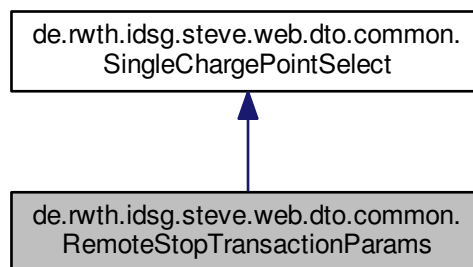 de.rwth.idsg.steve.web.dto.common.
SingleChargePointSelect
de.rwth.idsg.steve.web.dto.common.
RemoteStopTransactionParams